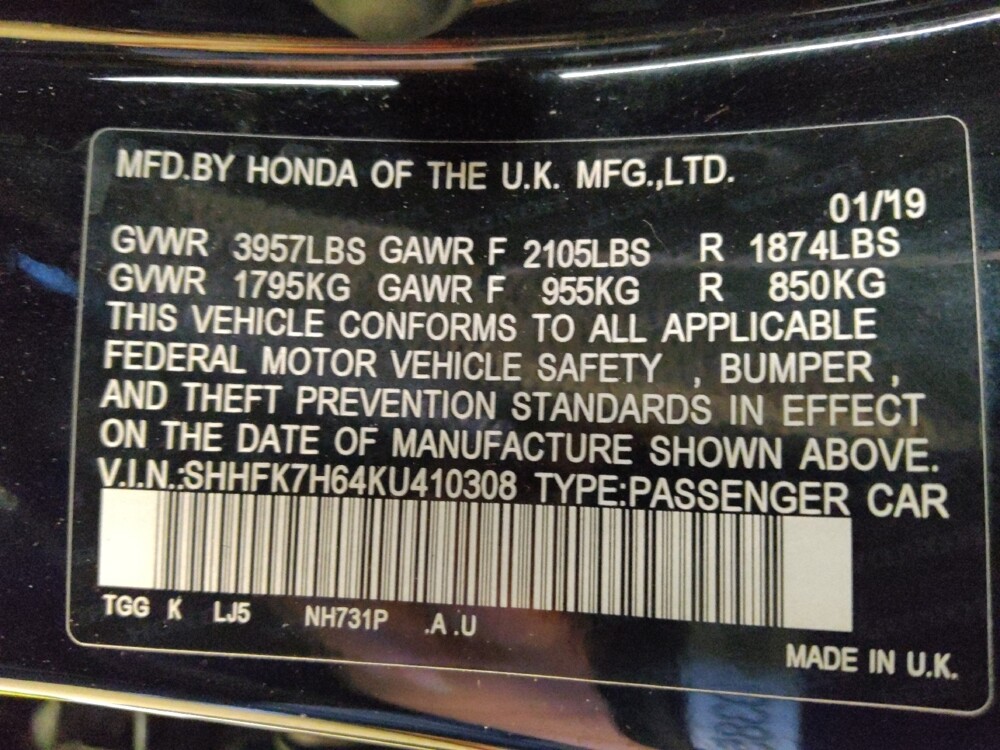 MFD.BY HONDA OF THE U.K. MFG.,LTD.
01/19
GVWR 3957LBS GAWR F 2105LBS R 1874LBS
GVWR 1795KG GAWR F 955KG R 850KG
THIS VEHICLE CONFORMS TO ALL APPLICABLE
FEDERAL MOTOR VEHICLE SAFETY , BUMPER ,
AND THEFT PREVENTION STANDARDS IN EFFECT
ON THE DATE OF MANUFACTURE SHOWN ABOVE.
V.I.N.:SHHFK7H64KU410308 TYPE:PASSENGER CAR
TGG K LJ5 NH731P .A .U
MADE IN U.K.